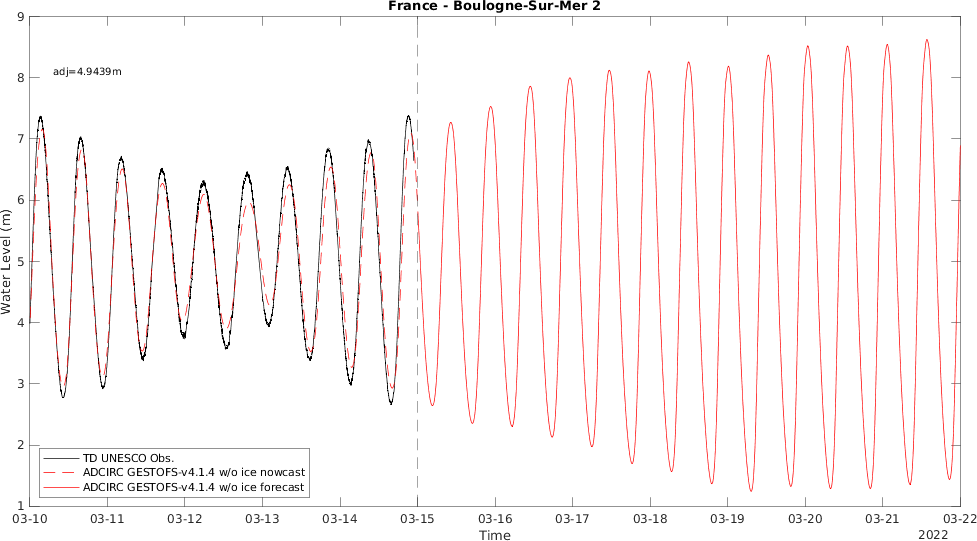 France - Boulogne-Sur-Mer 2
adj=4.9439m
9
8
7
6
5
4
3
2
1
Water Level (m)
TD UNESCO Obs.
ADCIRC GESTOFS-v4.1.4 w/o ice nowcast
ADCIRC GESTOFS-v4.1.4 w/o ice forecast
03-10 03-11 03-12 03-13 03-14 03-15 03-16 03-17 03-18 03-19 03-20 03-21 03-22
Time
2022